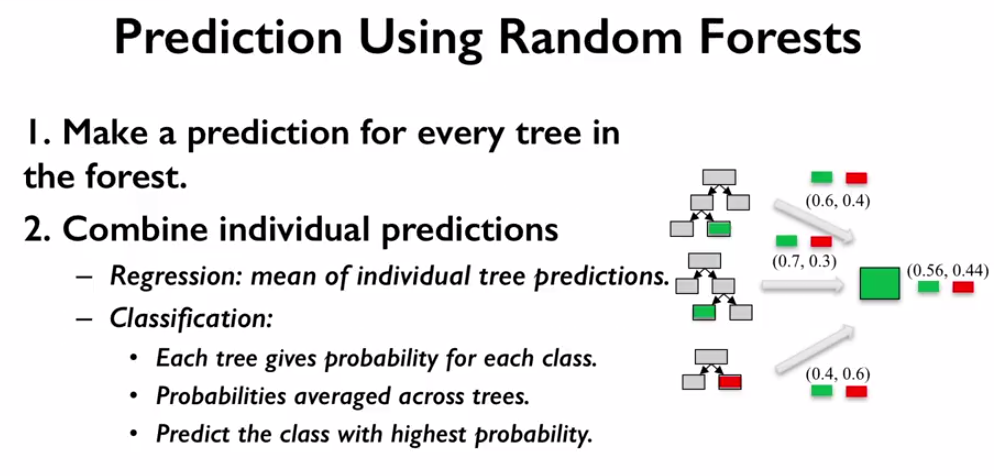 Prediction Using Random Forests
1. Make a prediction for every tree in
the forest.
2. Combine individual predictions
– Regression: mean of individual tree predictions.
– Classification:
• Each tree gives probability for each class.
• Probabilities averaged across trees.
• Predict the class with highest probability.
(0.6, 0.4)
(0.7, 0.3)
(0.56, 0.44)
(0.4, 0.6)